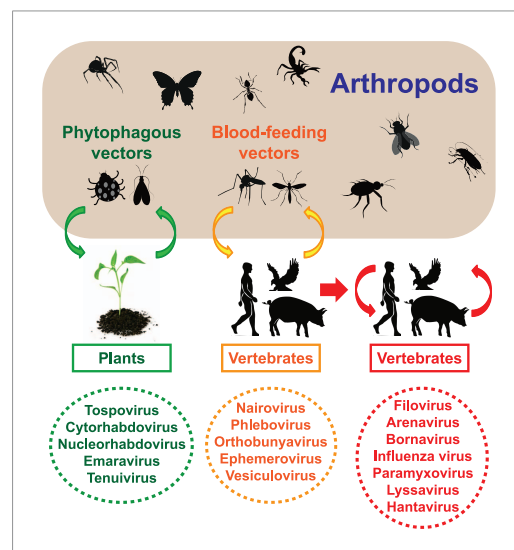 Arthropods
Phytophagous
vectors
Blood-feeding
vectors
Plants
Vertebrates
Vertebrates
Tospovirus
Cytorhabdovirus
Nucleorhabdovirus
Emaravirus
Tenuivirus
Nairovirus
Phlebovirus
Orthobunyavirus
Ephemerovirus
Vesiculovirus
Filovirus
Arenavirus
Bornavirus
Influenza virus
Paramyxovirus
Lyssavirus
Hantavirus